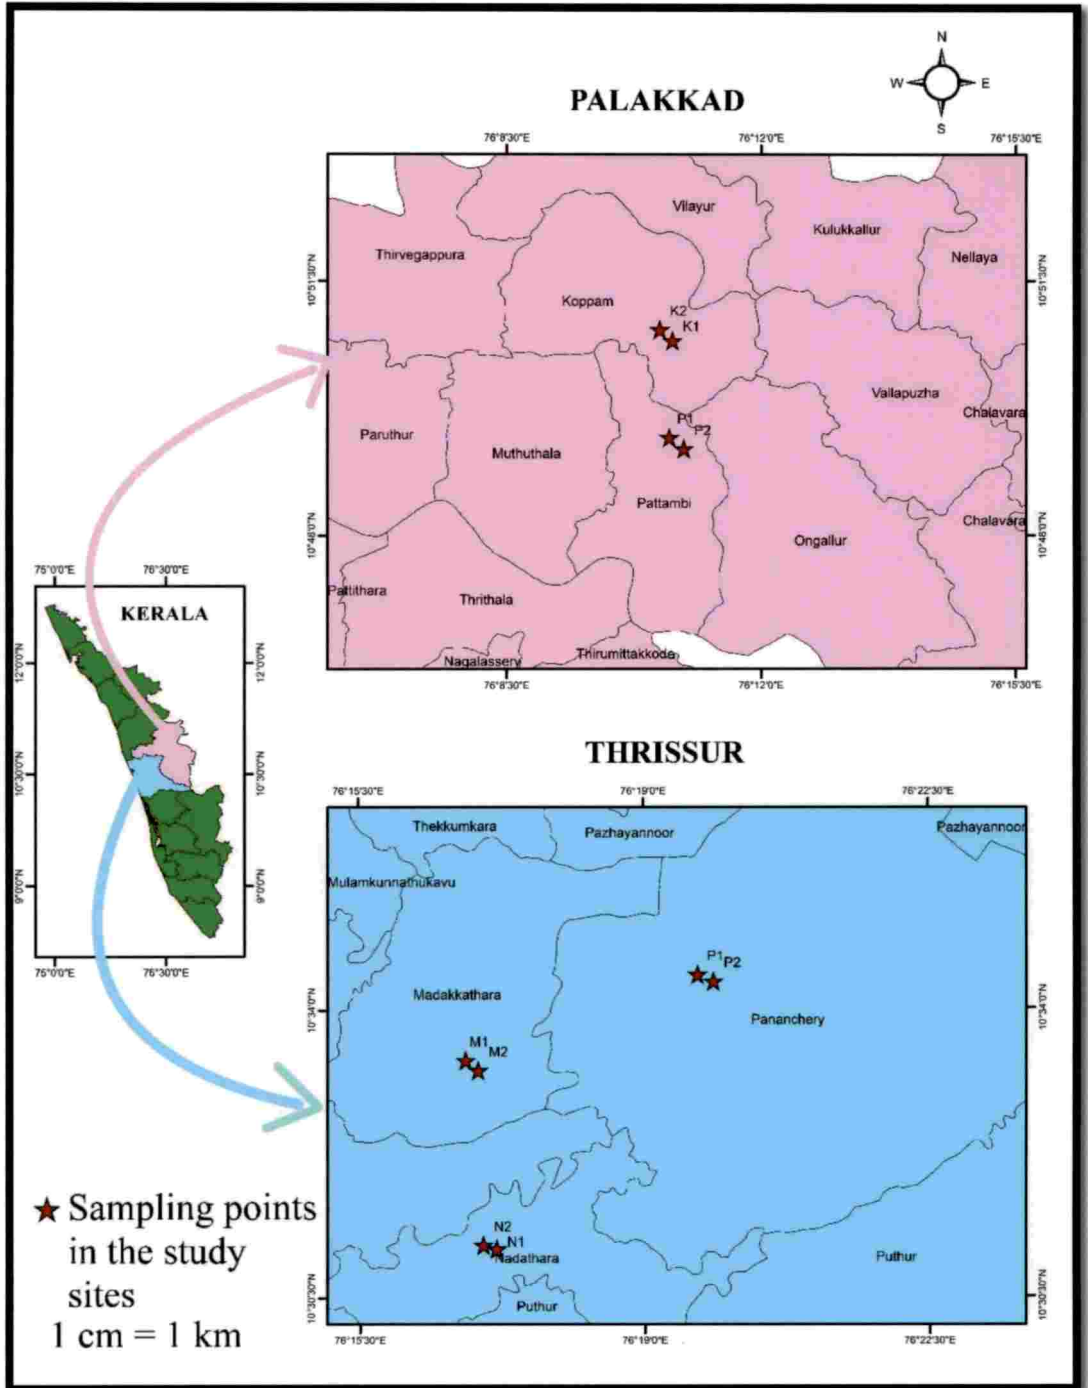 N
W E
S
PALAKKAD
76°8'30"E 76°12'0"E 76°15'30"E
Vilayur
Kulukkallur
Thirvegappura
Nellaya
10°51'30"N 10°51'30"N
Koppam
K2
K1
Vallapuzha
Chalavara
P1
P2
Paruthur
Muthuthala
Pattambi
Chalavara
10°48'0"N 10°48'0"N
Ongallur
Pattithara
Thrithala
Nagalassery
Thirumittakkode
76°8'30"E 76°12'0"E 76°15'30"E
75°0'0"E 76°30'0"E
KERALA
12°0'0"N 12°0'0"N
10°30'0"N 10°30'0"N
9°0'0"N 9°0'0"N
75°0'0"E 76°30'0"E
THRISSUR
76°15'30"E 76°19'0"E 76°22'30"E
Thekkumkara
Pazhayannoor
Pazhayannoor
Mulamkunnathukavu
P1
P2
Madakkathara
10°34'0"N 10°34'0"N
Pananchery
M1
M2
N2
N1
Nadathara
Puthur
Puthur
10°30'30"N 10°30'30"N
76°15'30"E 76°19'0"E 76°22'30"E
Sampling points
in the study
sites
1 cm = 1 km